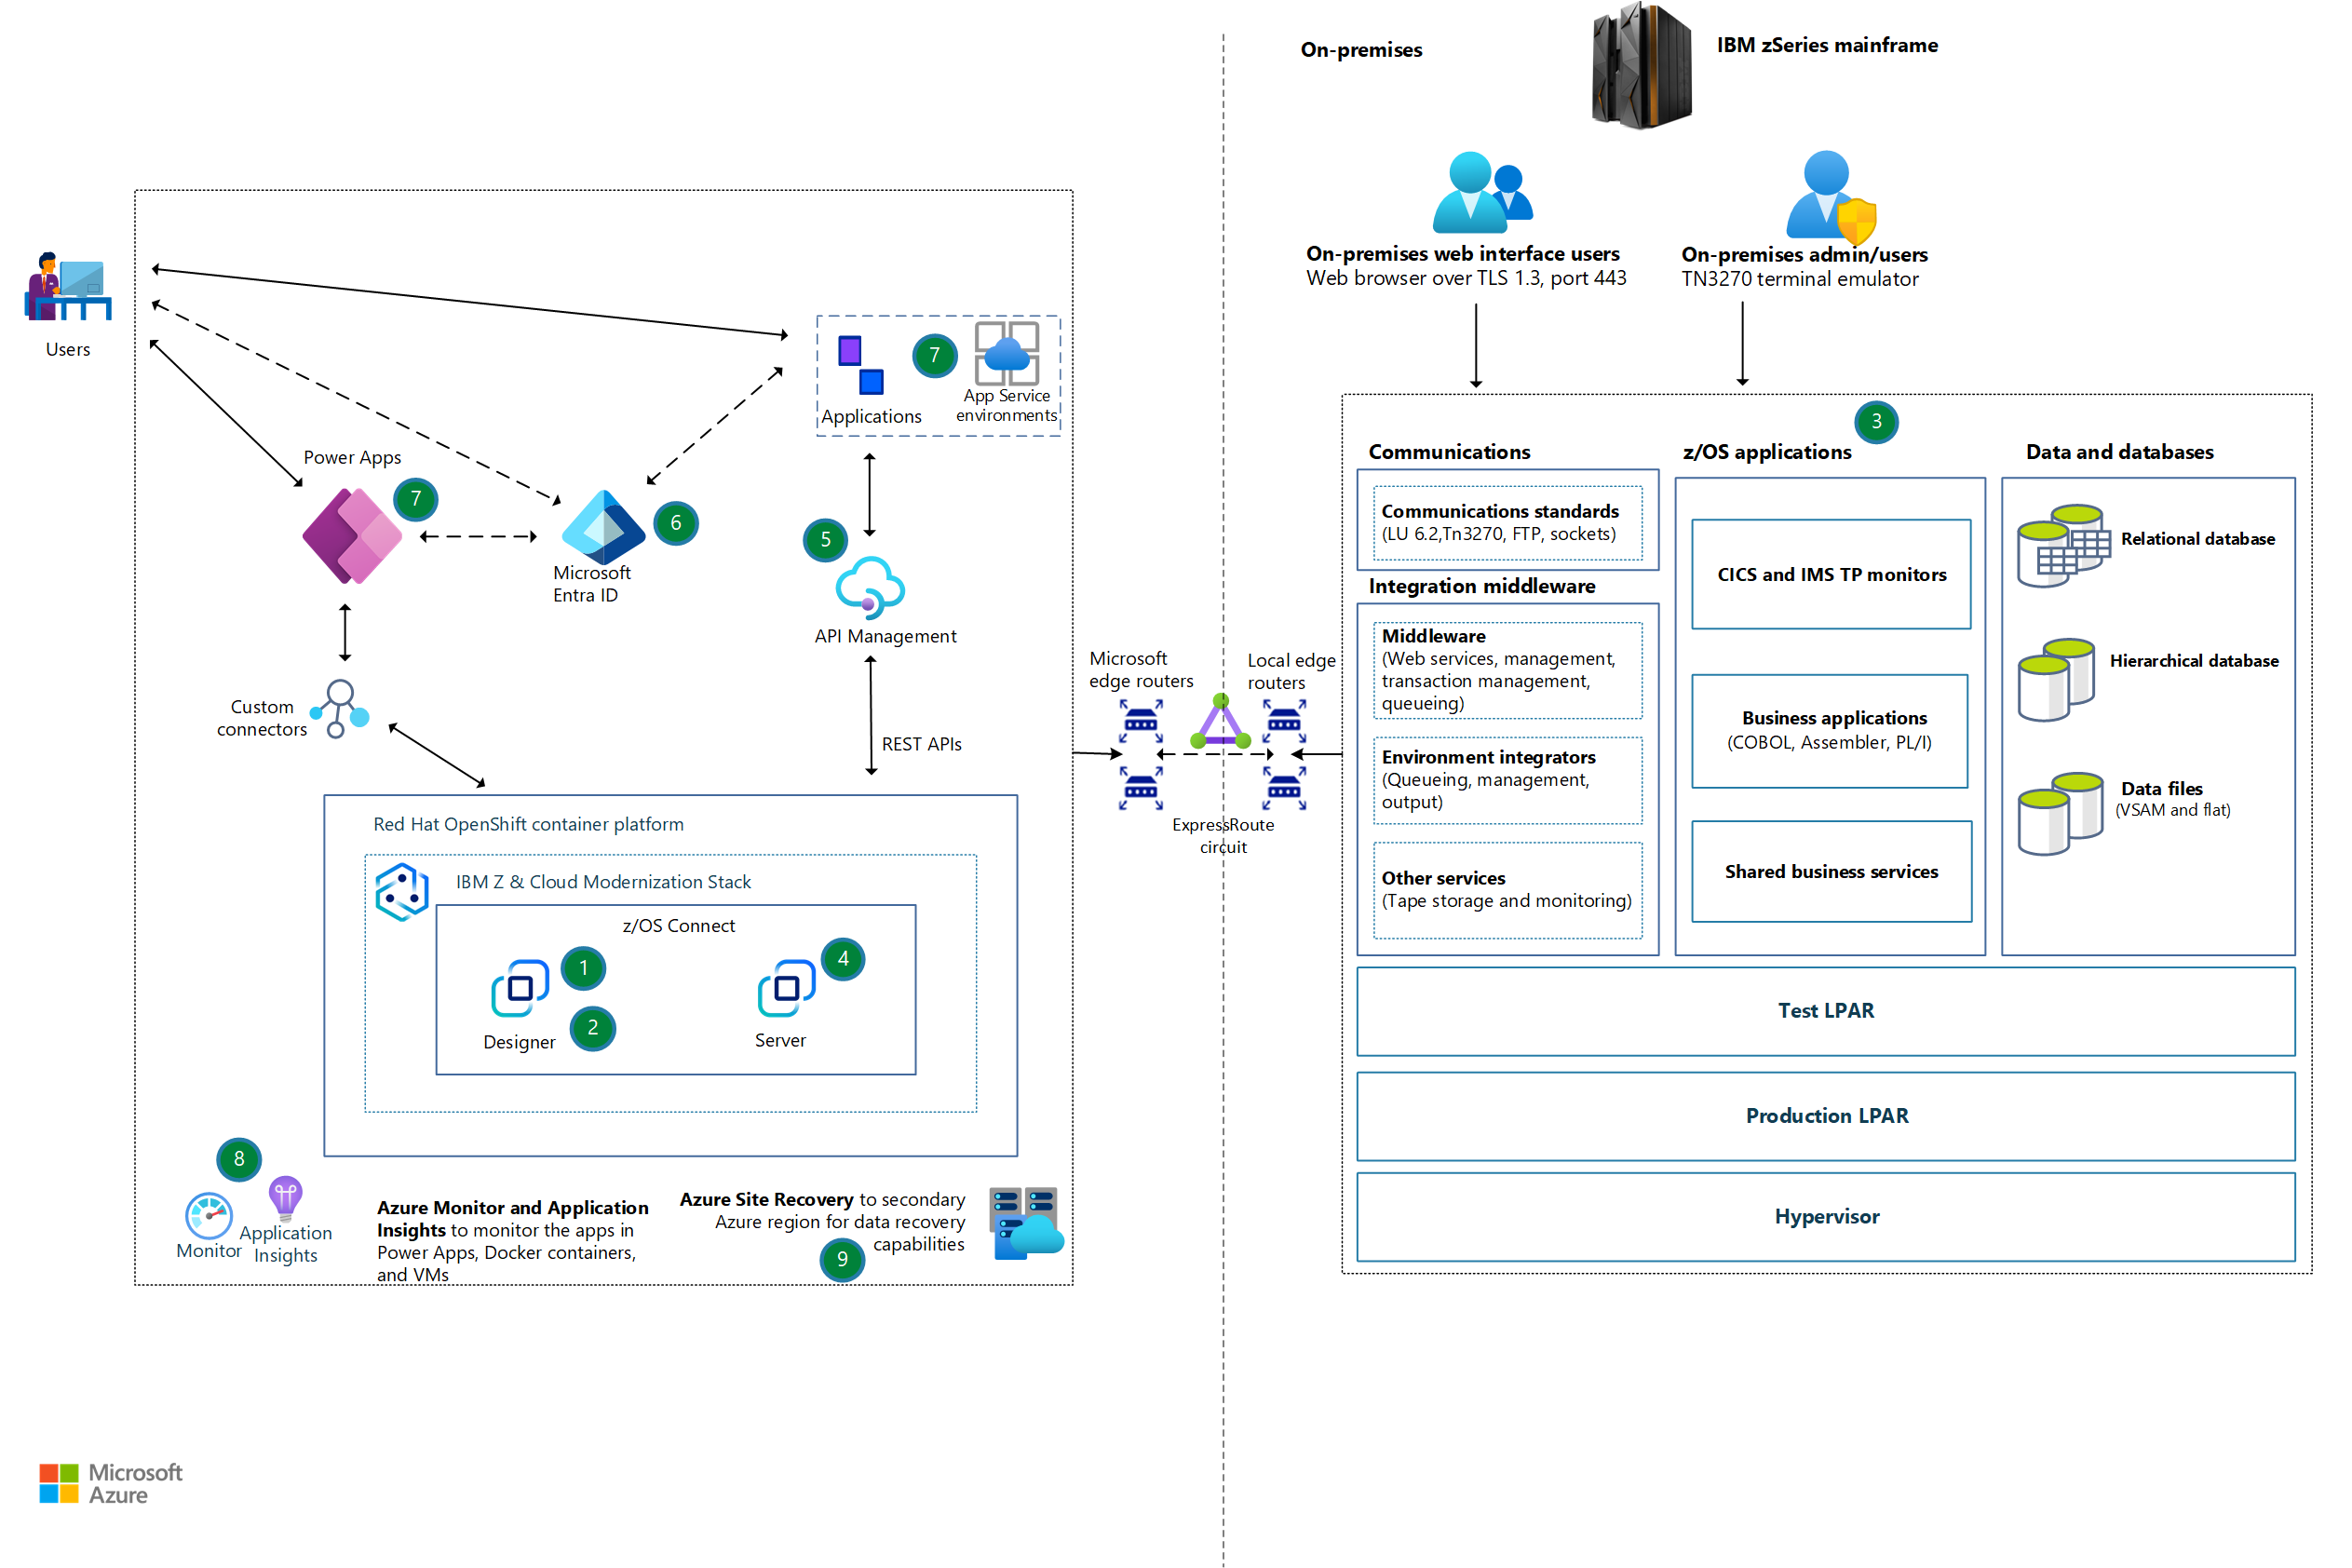 On-premises
IBM zSeries mainframe
On-premises web interface users
Web browser over TLS 1.3, port 443
On-premises admin/users
TN3270 terminal emulator
Users
Applications
7
App Service
environments
Power Apps
7
Microsoft
Entra ID
6
5
API Management
REST APIs
Custom
connectors
Red Hat OpenShift container platform
IBM Z & Cloud Modernization Stack
z/OS Connect
1
2
Designer
4
Server
8
Monitor
Application
Insights
Azure Monitor and Application
Insights to monitor the apps in
Power Apps, Docker containers,
and VMs
Azure Site Recovery to secondary
Azure region for data recovery
capabilities
9
Microsoft
edge routers
Local edge
routers
ExpressRoute
circuit
3
Communications
Communications standards
(LU 6.2,Tn3270, FTP, sockets)
Integration middleware
Middleware
(Web services, management,
transaction management,
queueing)
Environment integrators
(Queueing, management,
output)
Other services
(Tape storage and monitoring)
z/OS applications
CICS and IMS TP monitors
Business applications
(COBOL, Assembler, PL/I)
Shared business services
Data and databases
Relational database
Hierarchical database
Data files
(VSAM and flat)
Test LPAR
Production LPAR
Hypervisor
Microsoft
Azure